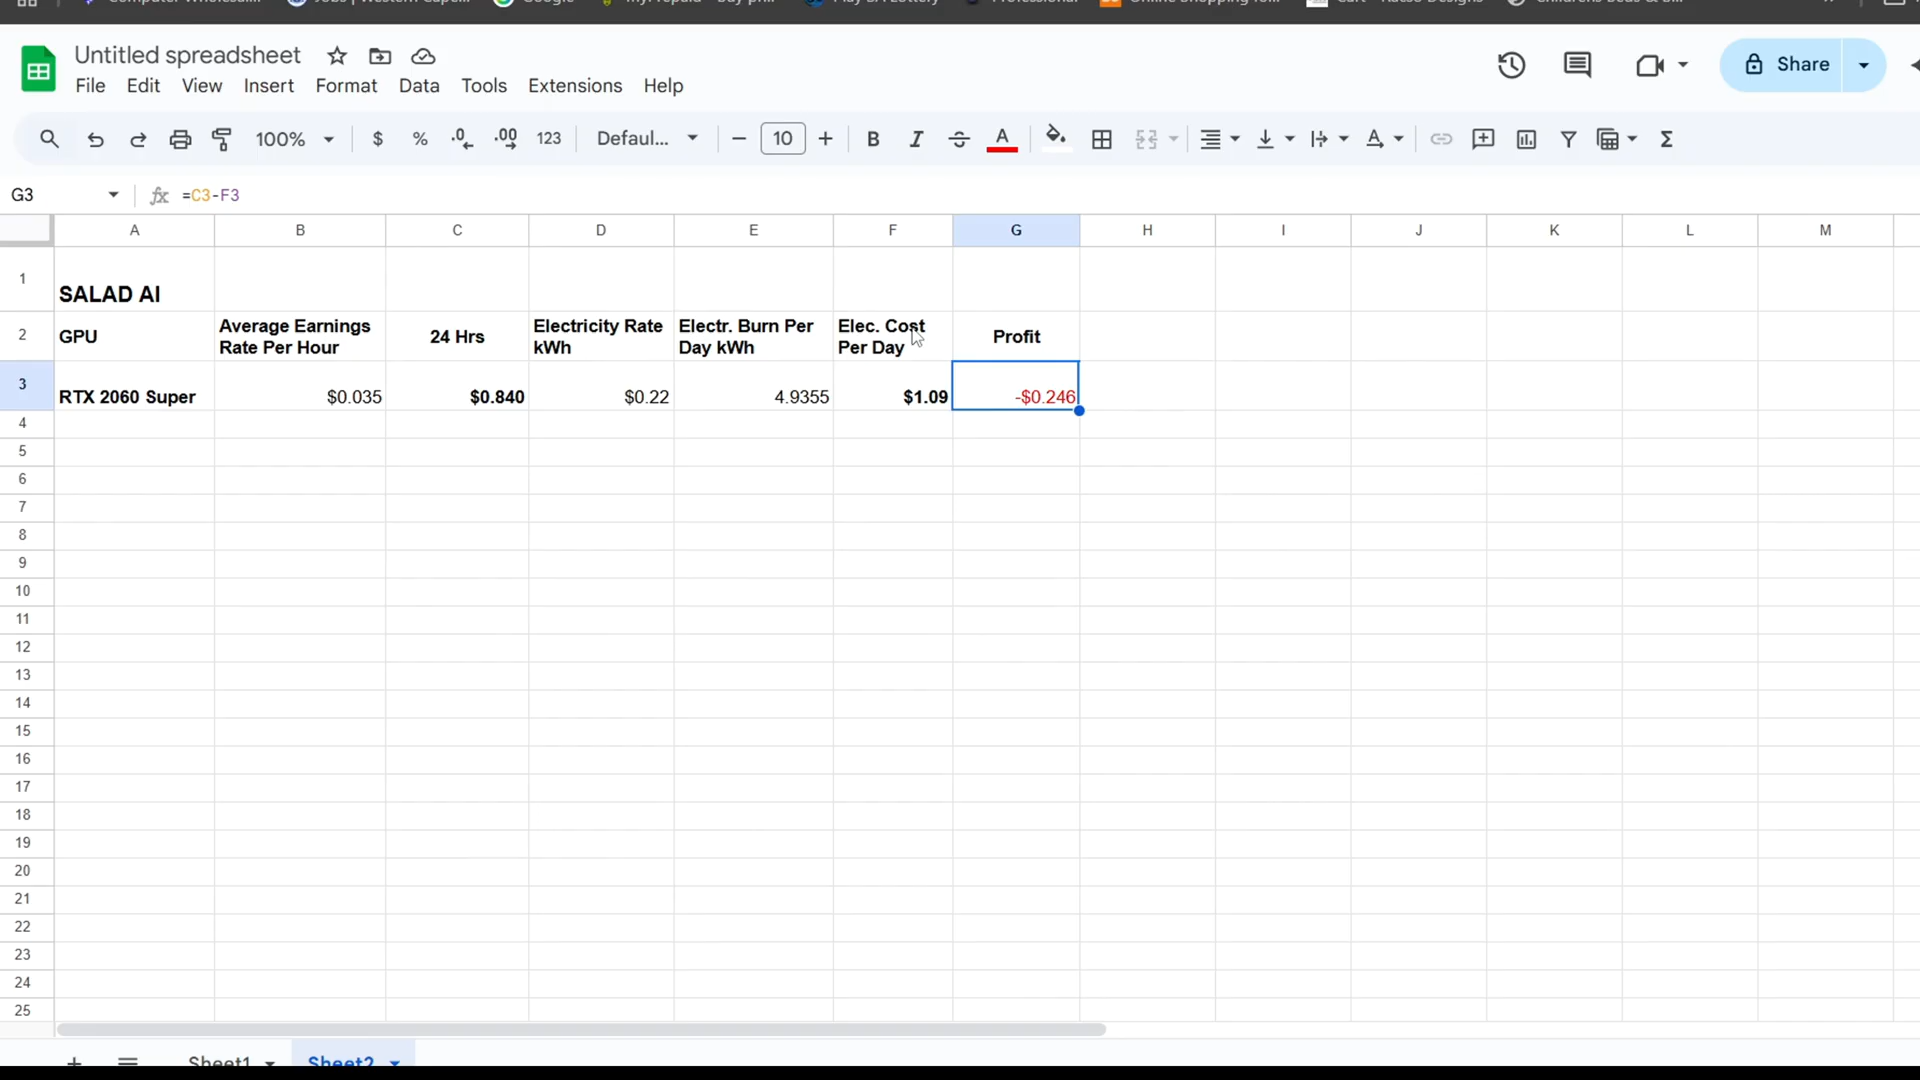 Google
Untitled spreadsheet
Share
File Edit View Insert Format Data Tools Extensions Help
100% $ % .0 .00 123 Defaul... 10 B I A
G3 =C3-F3
A B C D E F G H I J K L M
1 SALAD AI
2 GPU Average Earnings Rate Per Hour 24 Hrs Electricity Rate kWh Electr. Burn Per Day kWh Elec. Cost Per Day Profit
3 RTX 2060 Super $0.035 $0.840 $0.22 4.9355 $1.09 -$0.246
4
5
6
7
8
9
10
11
12
13
14
15
16
17
18
19
20
21
22
23
24
25
Sheet1 Sheet2